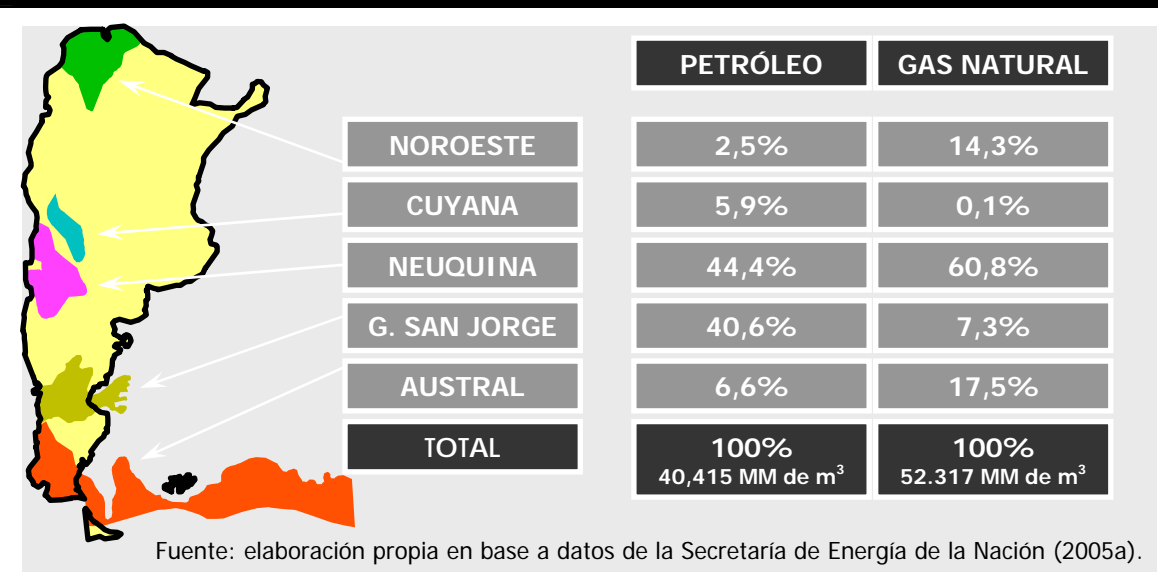 PETRÓLEO GAS NATURAL
NOROESTE 2,5% 14,3%
CUYANA 5,9% 0,1%
NEUQUINA 44,4% 60,8%
G. SAN JORGE 40,6% 7,3%
AUSTRAL 6,6% 17,5%
TOTAL 100% 100%
40,415 MM de m³ 52.317 MM de m³
Fuente: elaboración propia en base a datos de la Secretaría de Energía de la Nación (2005a).